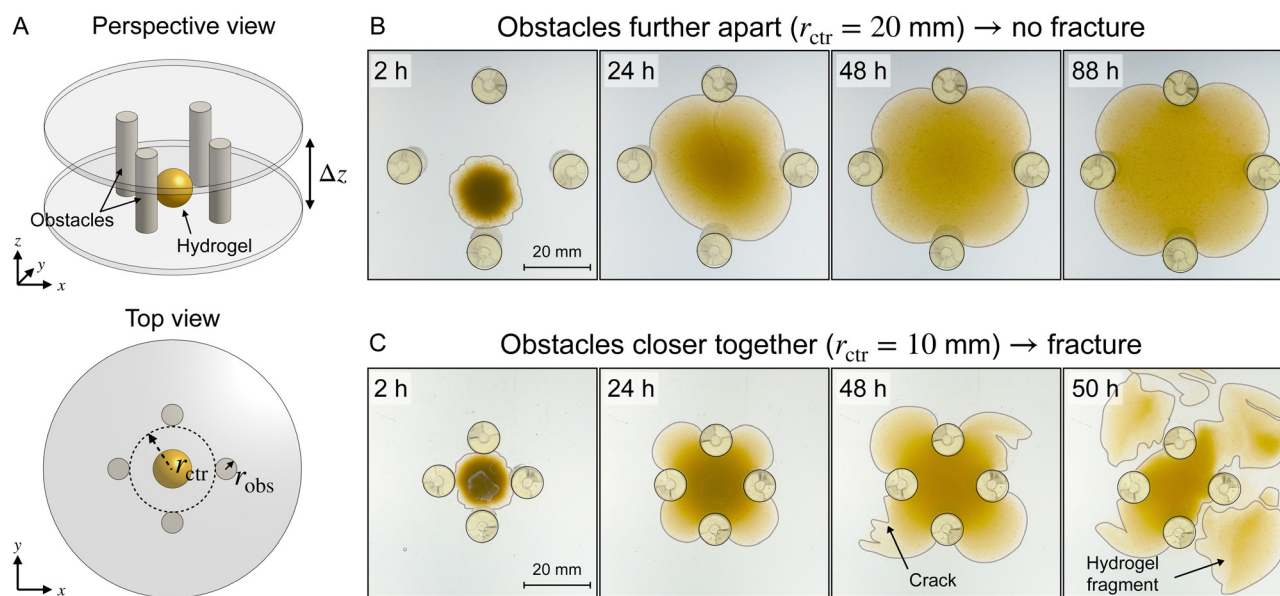 A
Perspective view
Obstacles
Hydrogel
Δz
z
y
x
Top view
r_ctr
r_obs
y
x
B
Obstacles further apart (r_ctr = 20 mm) → no fracture
2 h
24 h
48 h
88 h
20 mm
C
Obstacles closer together (r_ctr = 10 mm) → fracture
2 h
24 h
48 h
50 h
20 mm
Crack
Hydrogel
fragment